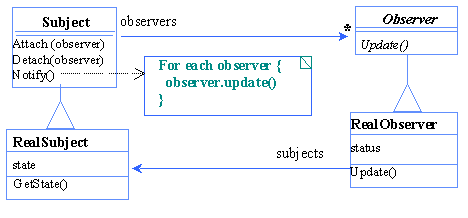 Subject
observers
*
Observer
Attach (observer)
Detach(observer)
Notify()
Update()
For each observer {
observer.update()
}
RealSubject
state
GetState()
subjects
RealObserver
status
Update()